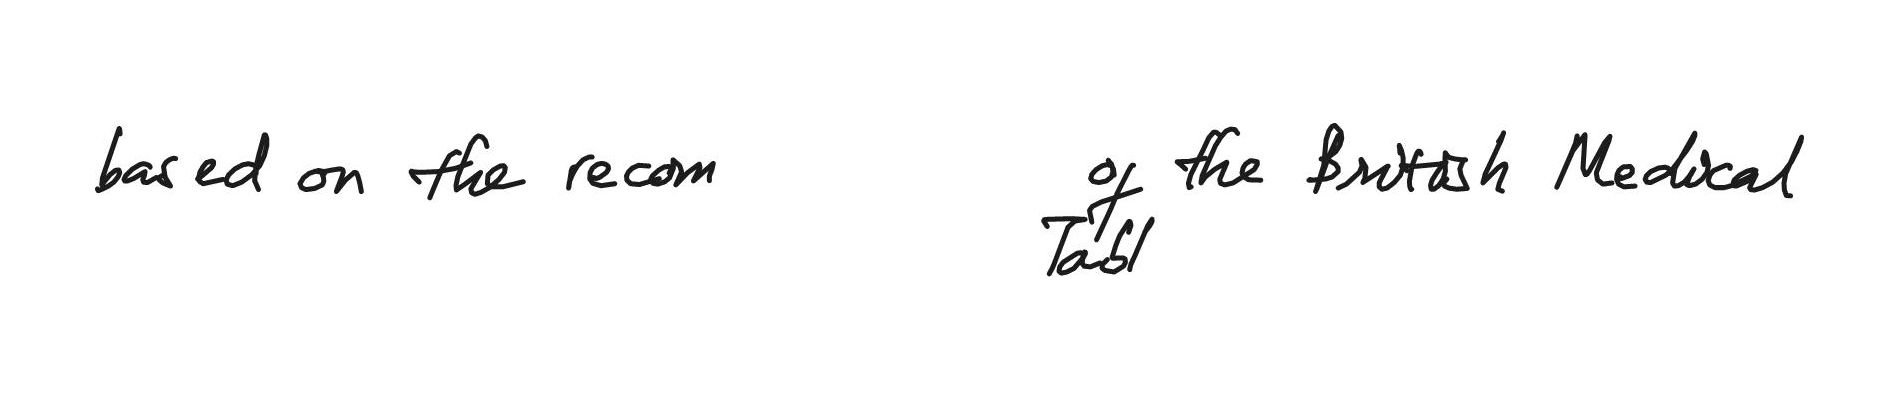 based on the recom of the British Medical
Tabl